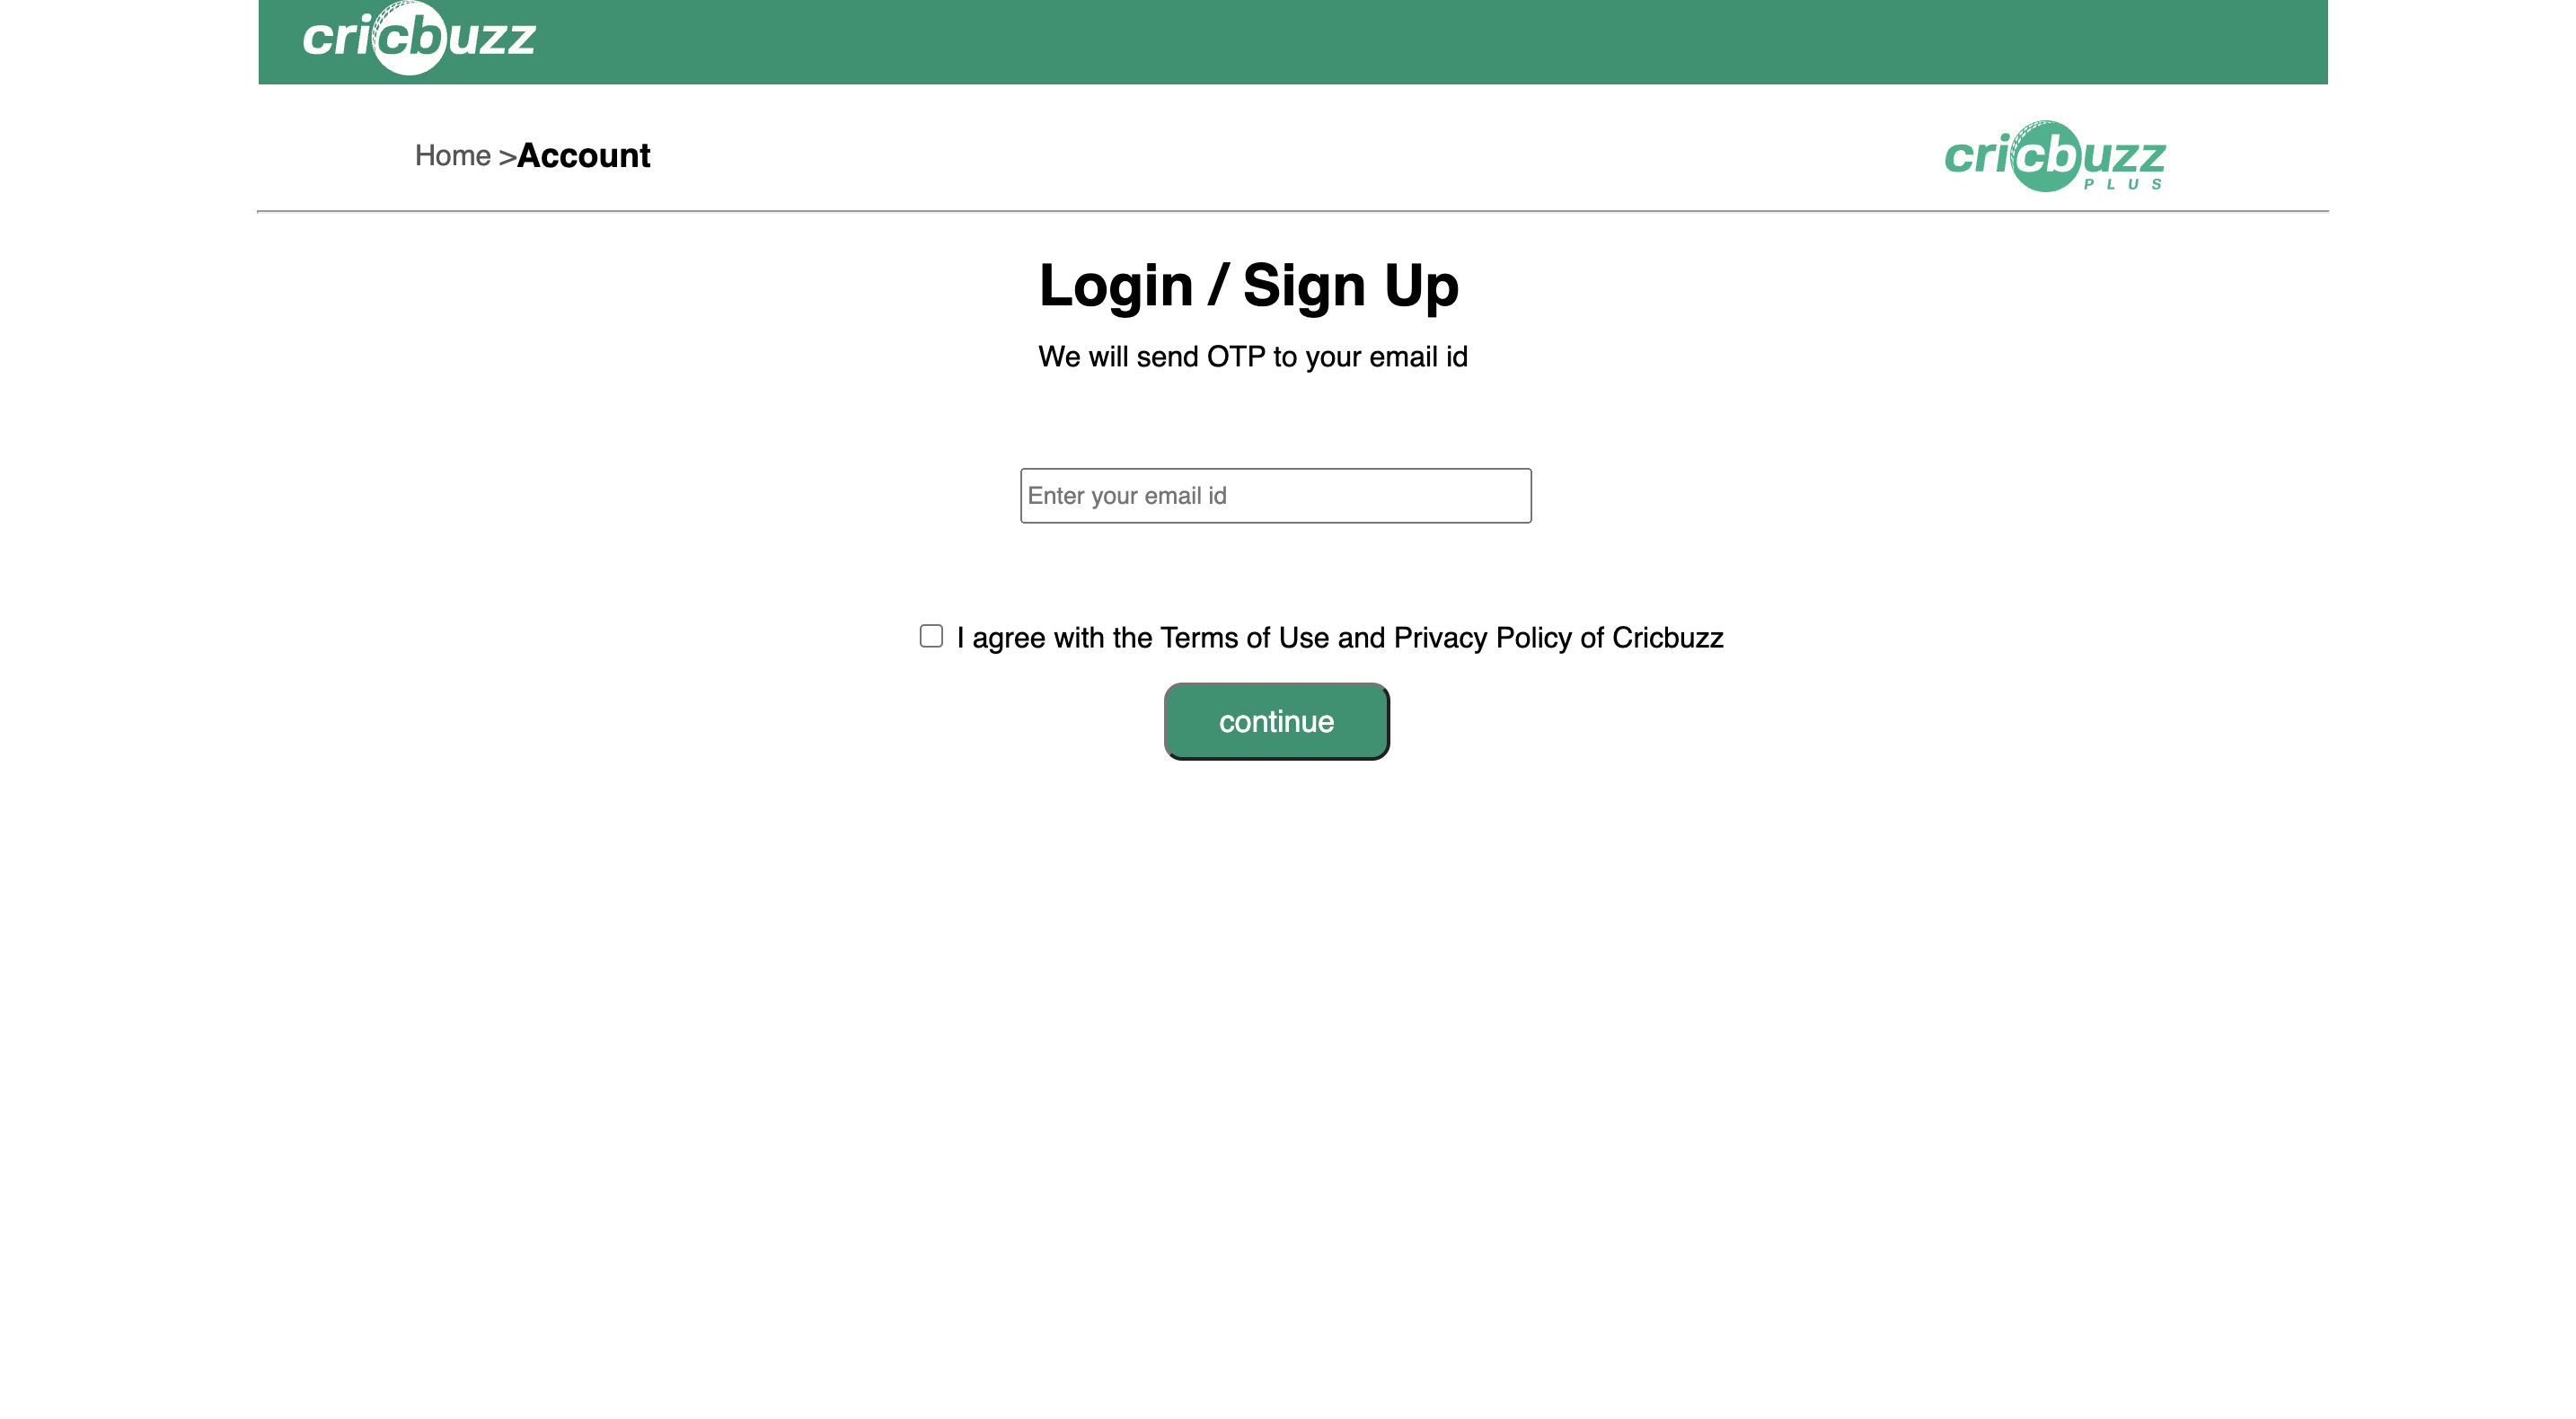 cricbuzz
Home >Account
cricbuzz
PLUS
Login / Sign Up
We will send OTP to your email id
Enter your email id
I agree with the Terms of Use and Privacy Policy of Cricbuzz
continue